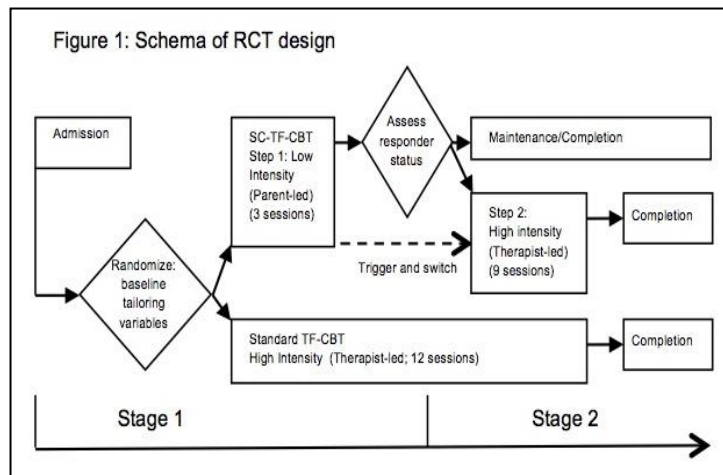 Figure 1: Schema of RCT design
Admission
Randomize:
baseline
tailoring
variables
SC-TF-CBT
Step 1: Low
Intensity
(Parent-led)
(3 sessions)
Assess
responder
status
Maintenance/Completion
Trigger and switch
Step 2:
High intensity
(Therapist-led)
(9 sessions)
Completion
Standard TF-CBT
High Intensity (Therapist-led; 12 sessions)
Completion
Stage 1
Stage 2